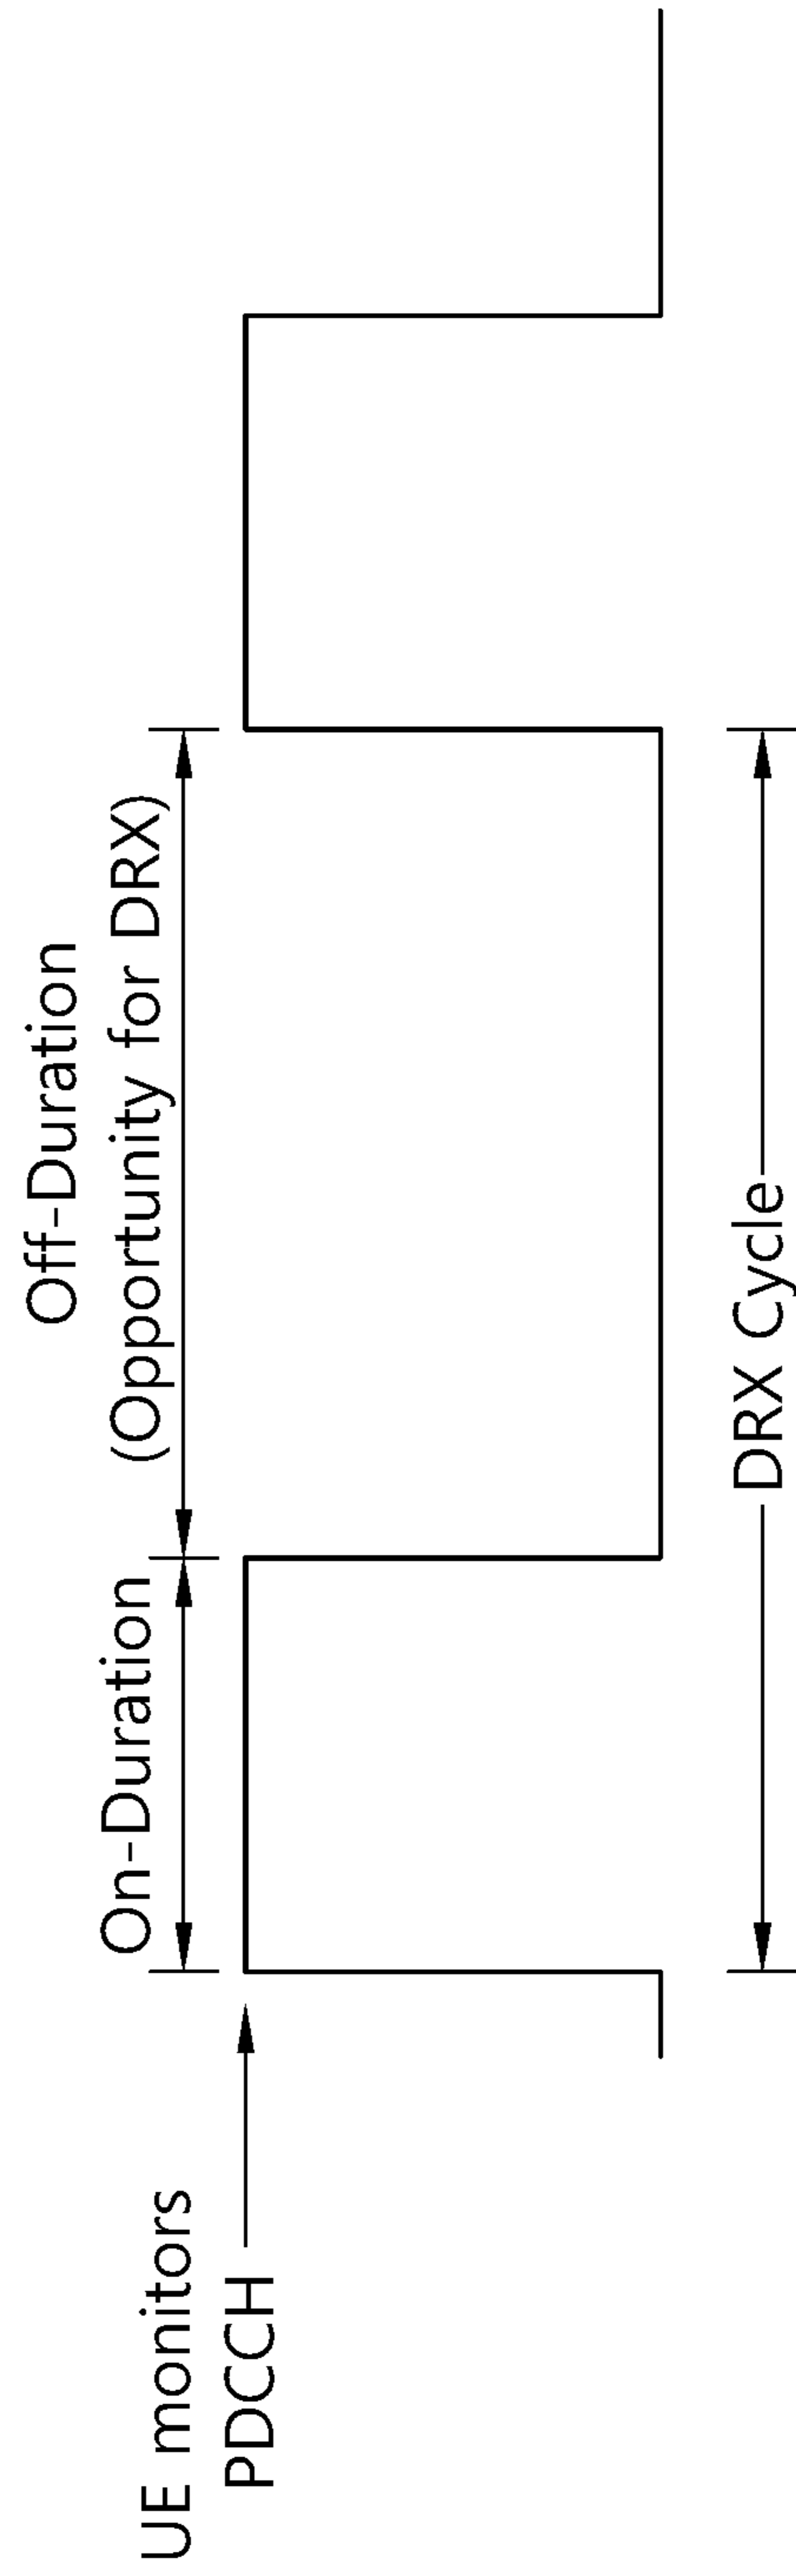 Off-Duration
(Opportunity for DRX)
On-Duration
UE monitors
PDCCH
DRX Cycle